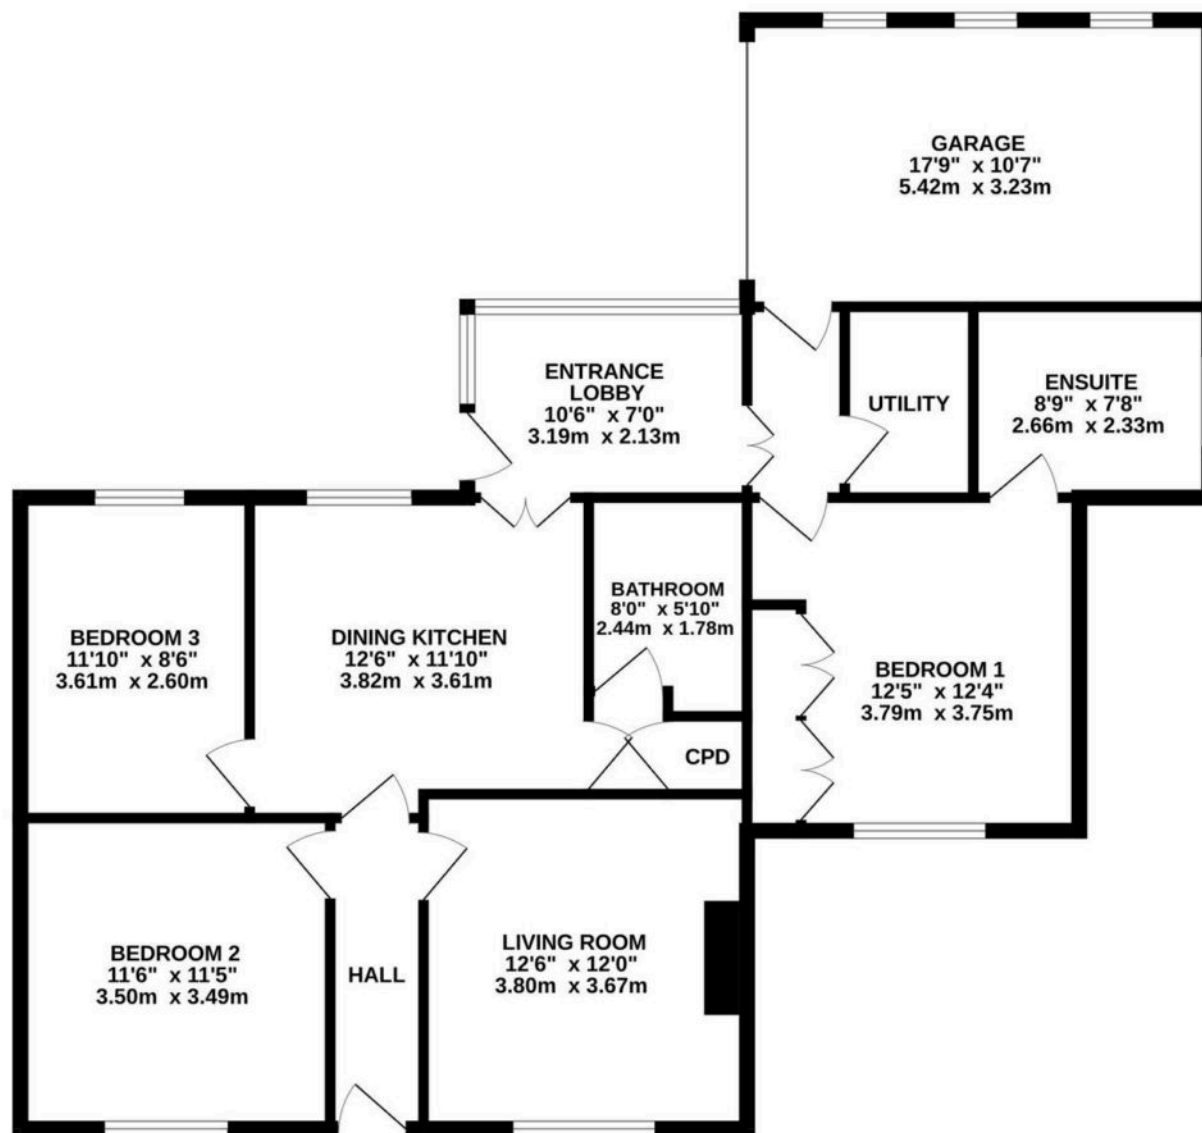 GARAGE
17'9" x 10'7"
5.42m x 3.23m
ENTRANCE
LOBBY
10'6" x 7'0"
3.19m x 2.13m
UTILITY
ENSUITE
8'9" x 7'8"
2.66m x 2.33m
BEDROOM 3
11'10" x 8'6"
3.61m x 2.60m
DINING KITCHEN
12'6" x 11'10"
3.82m x 3.61m
BATHROOM
8'0" x 5'10"
2.44m x 1.78m
BEDROOM 1
12'5" x 12'4"
3.79m x 3.75m
CPD
BEDROOM 2
11'6" x 11'5"
3.50m x 3.49m
HALL
LIVING ROOM
12'6" x 12'0"
3.80m x 3.67m